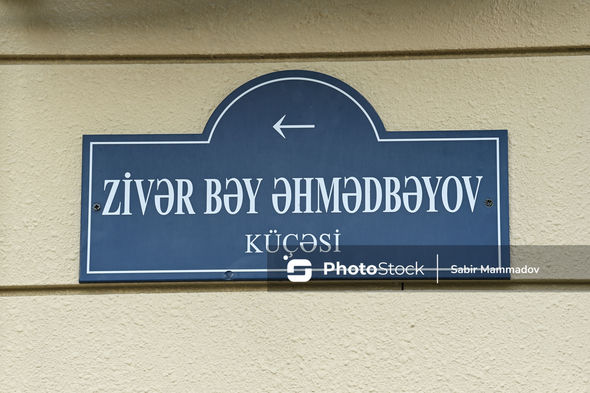 ←
ZİVƏR BƏY ƏHMƏDBƏYOV
KÜÇƏSİ
PhotoStock | Sabir Mammadov